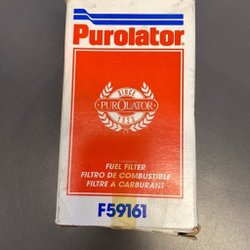 Purolator
SINCE
PUROLATOR
1923
FUEL FILTER
FILTRO DE COMBUSTIBLE
FILTRE A CARBURANT
F59161